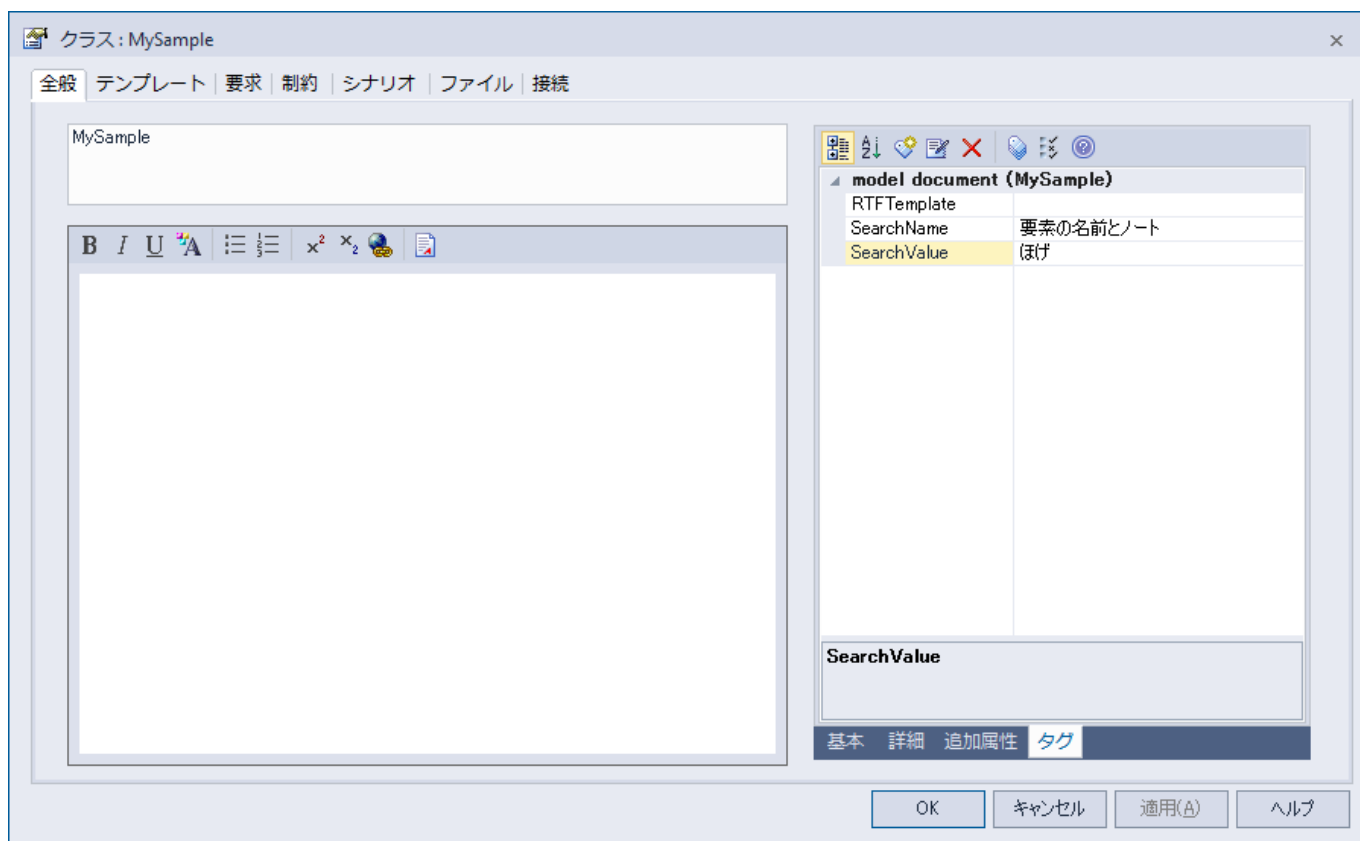 クラス : MySample
全般 テンプレート 要求 制約 シナリオ ファイル 接続
MySample
B I U A x² x₂
model document (MySample)
RTFTemplate
SearchName 要素の名前とノート
SearchValue ほげ
SearchValue
基本 詳細 追加属性 タグ
OK キャンセル 適用(A) ヘルプ